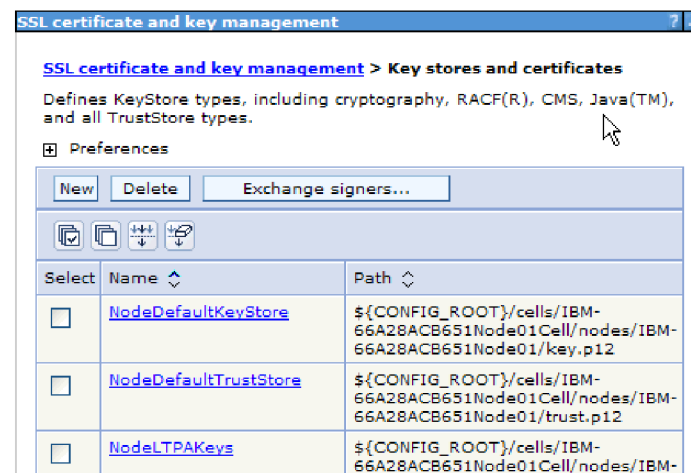 SSL certificate and key management ?
SSL certificate and key management > Key stores and certificates
Defines KeyStore types, including cryptography, RACF(R), CMS, Java(TM),
and all TrustStore types.
Preferences
New Delete Exchange signers...
Select Name Path
NodeDefaultKeyStore ${CONFIG_ROOT}/cells/IBM-
66A28ACB651Node01Cell/nodes/IBM-
66A28ACB651Node01/key.p12
NodeDefaultTrustStore ${CONFIG_ROOT}/cells/IBM-
66A28ACB651Node01Cell/nodes/IBM-
66A28ACB651Node01/trust.p12
NodeLTPAKeys ${CONFIG_ROOT}/cells/IBM-
66A28ACB651Node01Cell/nodes/IBM-